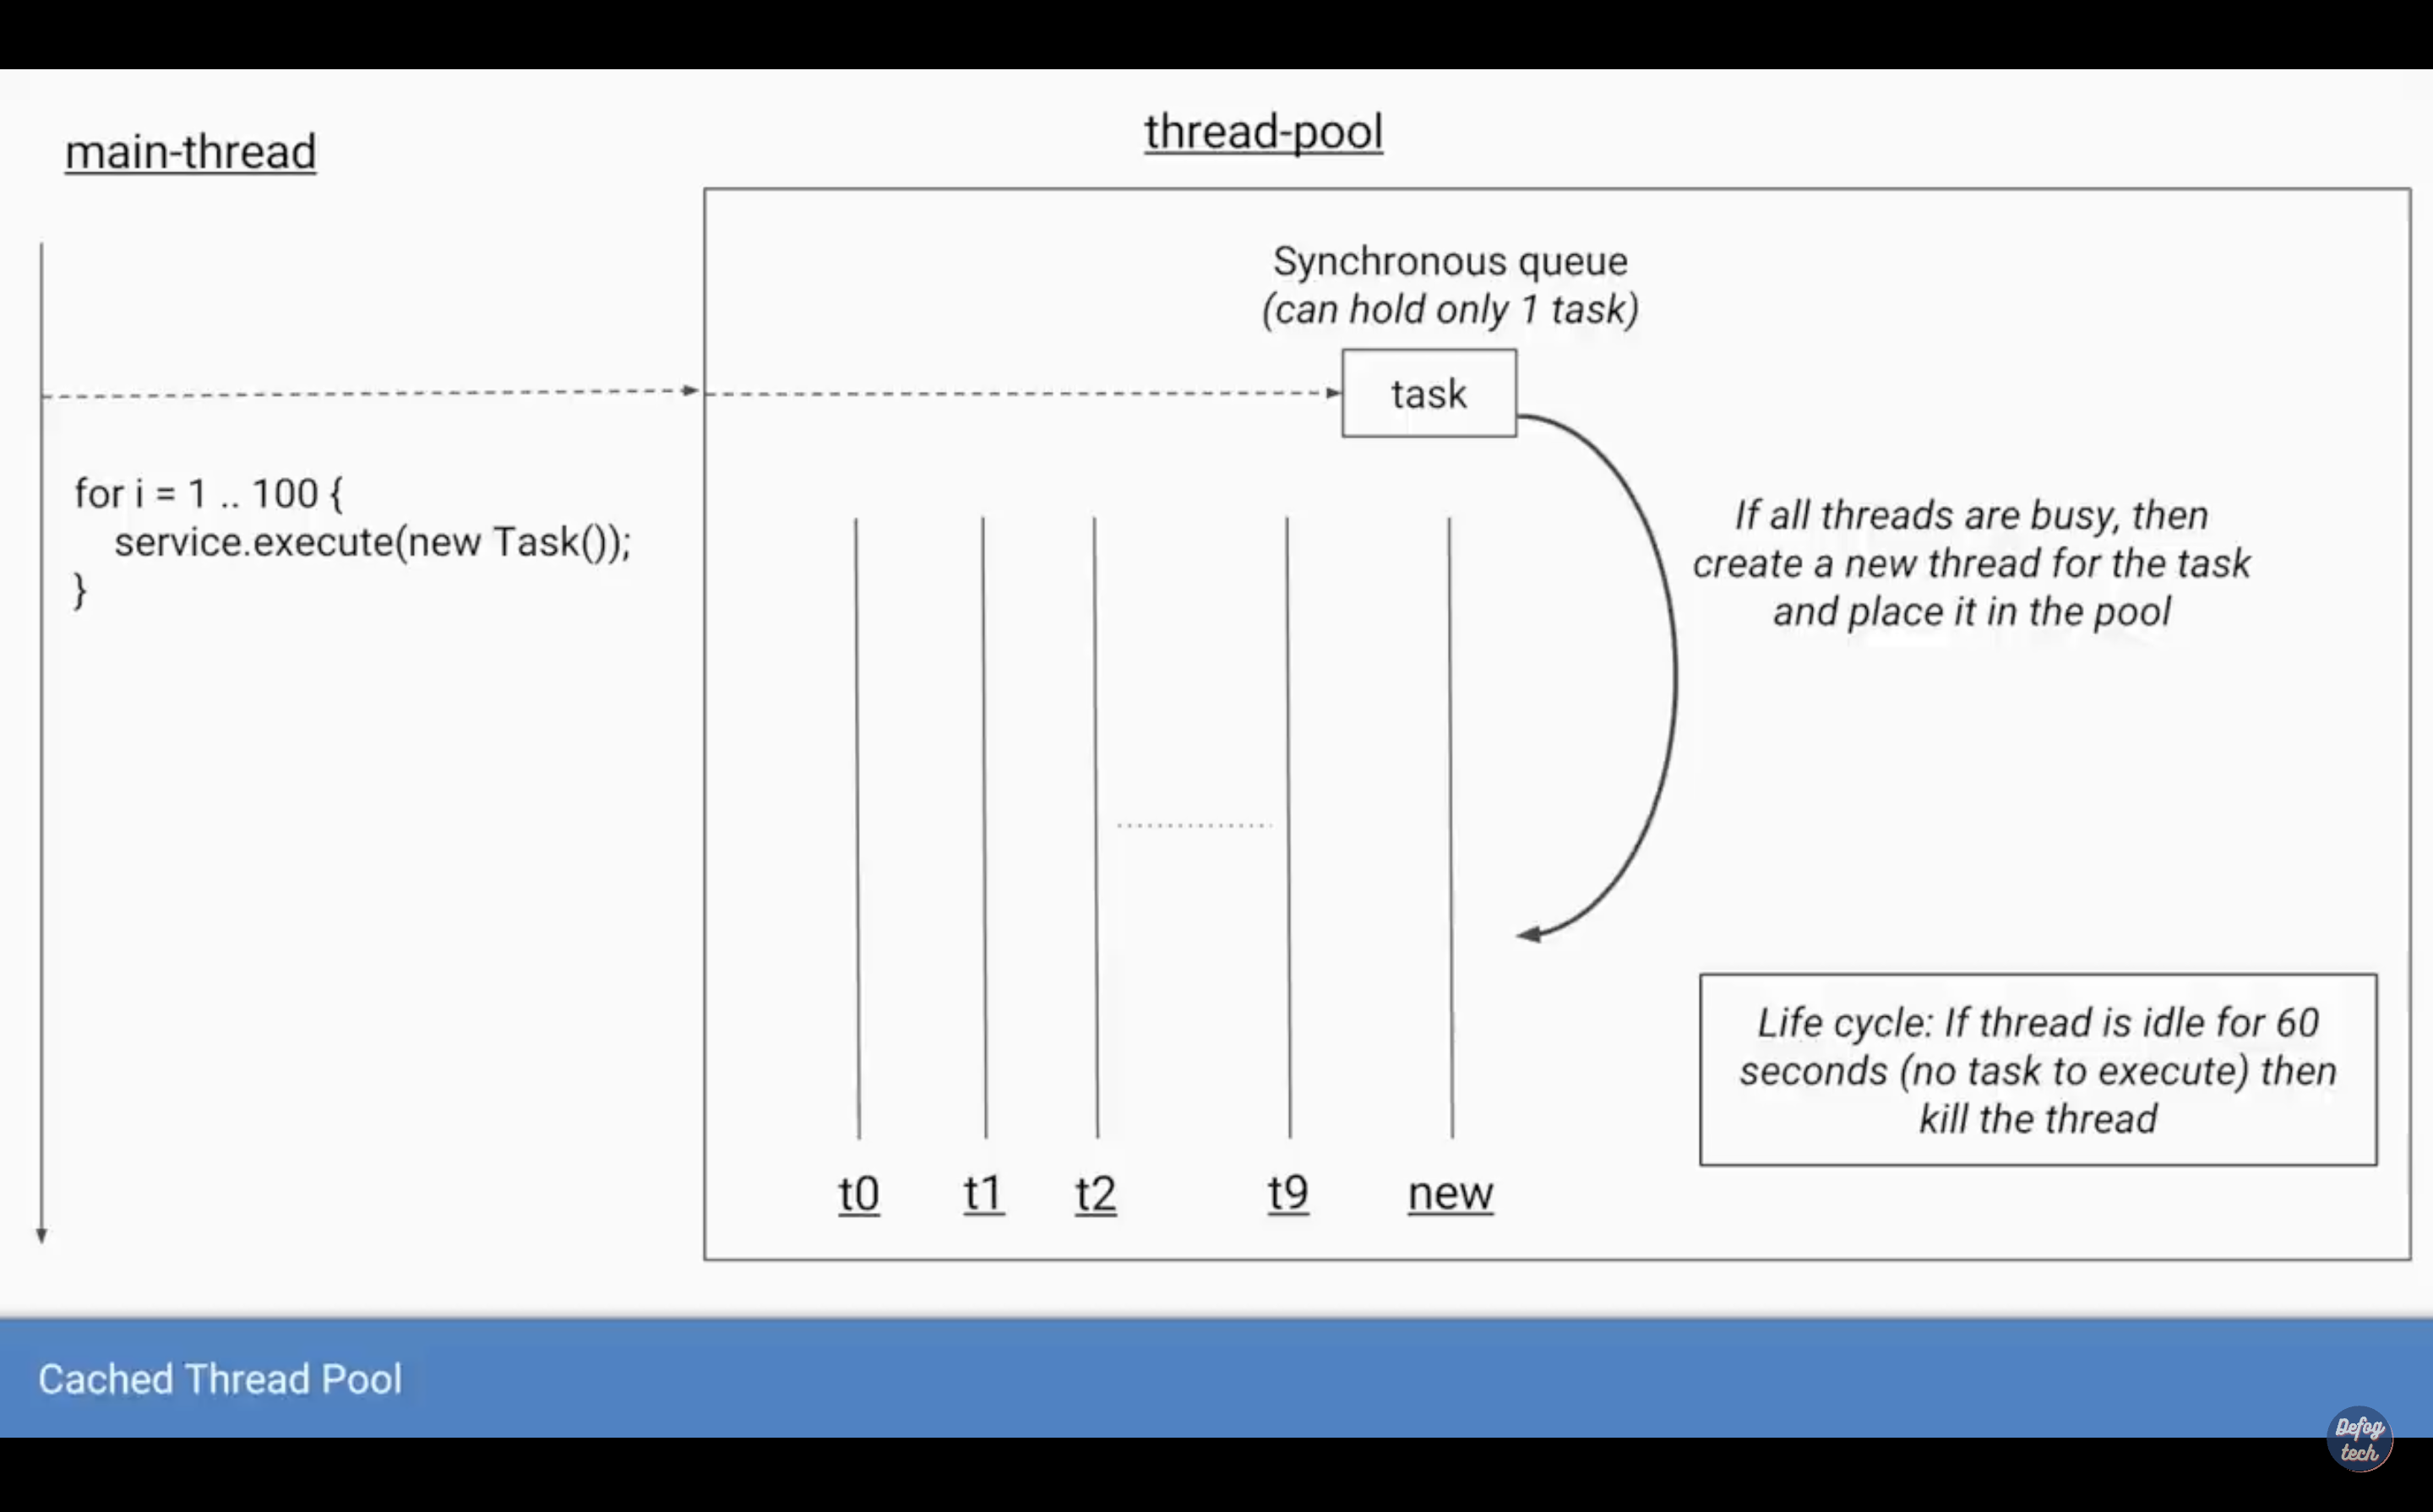 main-thread
thread-pool
Synchronous queue
(can hold only 1 task)
task
for i = 1 .. 100 {
service.execute(new Task());
}
If all threads are busy, then
create a new thread for the task
and place it in the pool
Life cycle: If thread is idle for 60
seconds (no task to execute) then
kill the thread
t0 t1 t2 t9 new
Cached Thread Pool
Defog
tech